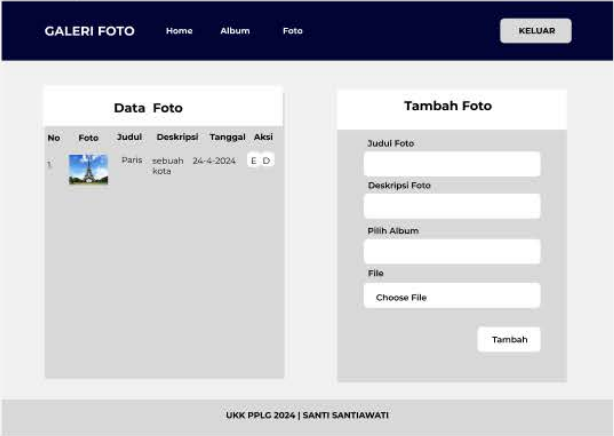 GALERI FOTO Home Album Foto KELUAR
Data Foto
No Foto Judul Deskripsi Tanggal Aksi
1. Paris sebuah kota 24-4-2024 E D
Tambah Foto
Judul Foto
Deskripsi Foto
Pilih Album
File
Choose File
Tambah
UKK PPLG 2024 | SANTI SANTIAWATI